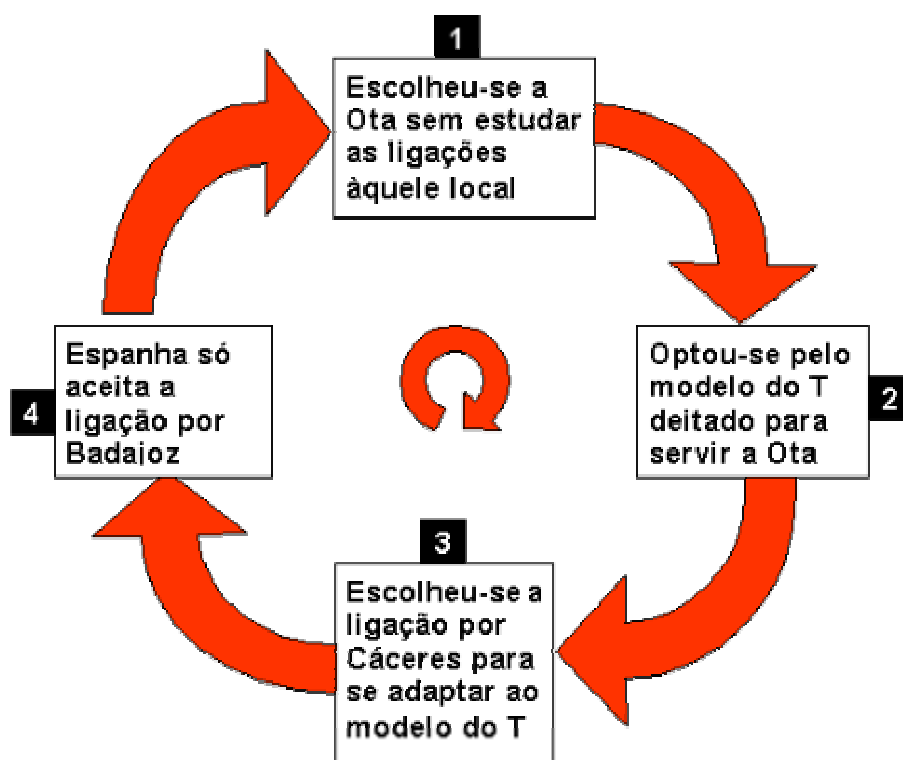 1
Escolheu-se a
Ota sem estudar
as ligações
àquele local
2
Optou-se pelo
modelo do T
deitado para
servir a Ota
3
Escolheu-se a
ligação por
Cáceres para
se adaptar ao
modelo do T
4
Espanha só
aceita a
ligação por
Badajoz